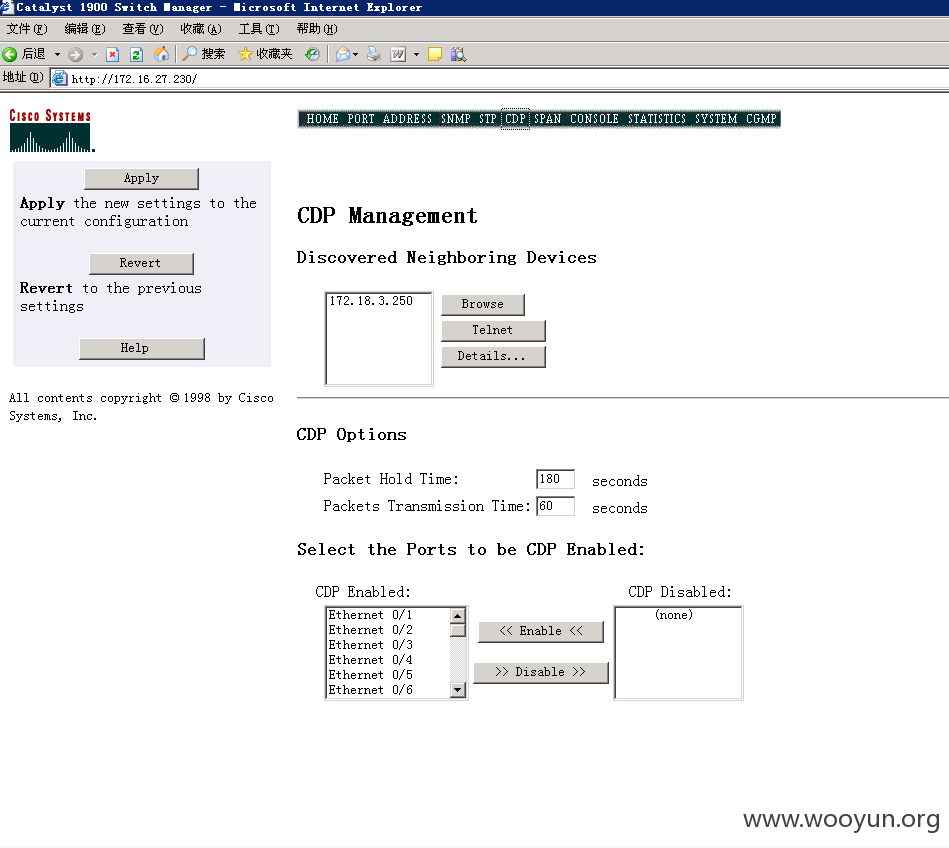 Catalyst 1900 Switch Manager - Microsoft Internet Explorer
文件(F) 编辑(E) 查看(V) 收藏(A) 工具(T) 帮助(H)
后退 搜索 收藏夹
地址(D) http://172.16.27.230/
CISCO SYSTEMS
HOME PORT ADDRESS SNMP STP CDP SPAN CONSOLE STATISTICS SYSTEM CGMP
Apply
Apply the new settings to the
current configuration
Revert
Revert to the previous
settings
Help
All contents copyright © 1998 by Cisco
Systems, Inc.
CDP Management
Discovered Neighboring Devices
172.18.3.250
Browse
Telnet
Details...
CDP Options
Packet Hold Time: 180 seconds
Packets Transmission Time: 60 seconds
Select the Ports to be CDP Enabled:
CDP Enabled: CDP Disabled:
Ethernet 0/1
Ethernet 0/2
Ethernet 0/3
Ethernet 0/4
Ethernet 0/5
Ethernet 0/6
<< Enable <<
>> Disable >>
(none)
www.wooyun.org